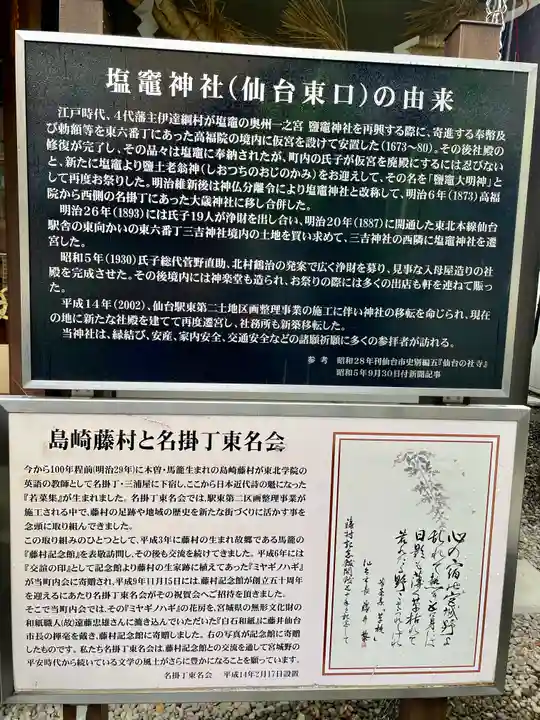 塩竈神社(仙台東口)の由来
江戸時代、4代藩主伊達綱村が塩竈の奥州一之宮 鹽竈神社を再興する際に、寄進する奉幣及
び勅額等を東六番丁にあった高福院の境内に仮宮を設けて安置した(1673~80)。その後社殿の
修復が完了し、その品々は塩竈に奉納されたが、町内の氏子が仮宮を廃殿にするには忍びない
と、新たに塩竈より鹽土老翁神(しおつちのおじのかみ)をお迎えして、その名を「鹽竈大明神」と
して再度お祭りした。明治維新後は神仏分離令により塩竈神社と改称して、明治6年(1873)高福
院から西側の名掛丁にあった大歳神社に移し合併した。
明治26年(1893)には氏子19人が浄財を出し合い、明治20年(1887)に開通した東北本線仙台
駅舎の東向かいの東六番丁三吉神社境内の土地を買い求めて、三吉神社の西隣に塩竈神社を遷
宮した。
昭和5年(1930)氏子総代菅野直助、北村鶴治の発案で広く浄財を募り、見事な入母屋造りの社
殿を完成させた。その後境内には神楽堂も造られ、お祭りの際には多くの出店も軒を連ねて賑っ
た。
平成14年(2002)、仙台駅東第二土地区画整理事業の施工に伴い神社の移転を命じられ、現在
の地に新たな社殿を建てて再度遷宮し、社務所も新築移転した。
当神社は、縁結び、安産、家内安全、交通安全などの諸願祈願に多くの参拝者が訪れる。
参 考 昭和28年刊仙台市史別編五『仙台の社寺』
昭和5年9月30日付新聞記事
島崎藤村と名掛丁東名会
今から100年程前(明治29年)に木曽・馬籠生まれの島崎藤村が東北学院の
英語の教師として名掛丁・三浦屋に下宿し、ここから日本近代詩の魁になった
『若菜集』が生まれました。名掛丁東名会では、駅東第二区画整理事業が
施工される中で、藤村の足跡や地域の歴史を新たな街づくりに活かす事を
念頭に取り組んできました。
この取り組みのひとつとして、平成3年に藤村の生まれ故郷である馬籠の
『藤村記念館』を表敬訪問し、その後も交流を続けてきました。平成6年には
『交誼の印』として記念館より藤村の生家跡に植えてあった『ミヤギノハギ』
が当町内会に寄贈され、平成9年11月15日には、藤村記念館が創立五十周年
を迎えるにあたり名掛丁東名会が、その祝賀会へご招待を頂きました。
そこで当町内会では、その『ミヤギノハギ』の花房を、宮城県の無形文化財の
和紙職人(故)遠藤忠雄さんに漉き込んでいただいた『白石和紙』に藤井仙台
市長の揮毫を戴き、藤村記念館に寄贈しました。右の写真が記念館に寄贈
したものです。私たち名掛丁東名会は、藤村記念館との交流を通して宮城野の
平安時代から続いている文学の風土がさらに豊かになることを願っています。
名掛丁東名会 平成14年2月17日設置
心の宿の宮城野よ
乱れて熱き吾身には
日影も薄く草枯れて
荒れたる野こそうれしけれ